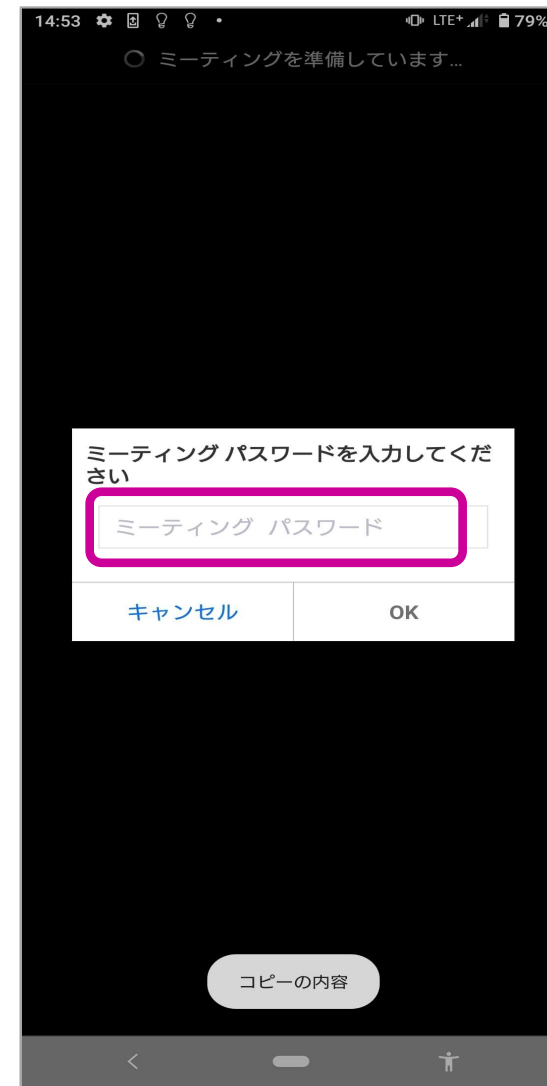 14:53 LTE+ 79%
ミーティングを準備しています...
ミーティング パスワードを入力してくだ
さい
ミーティング パスワード
キャンセル OK
コピーの内容